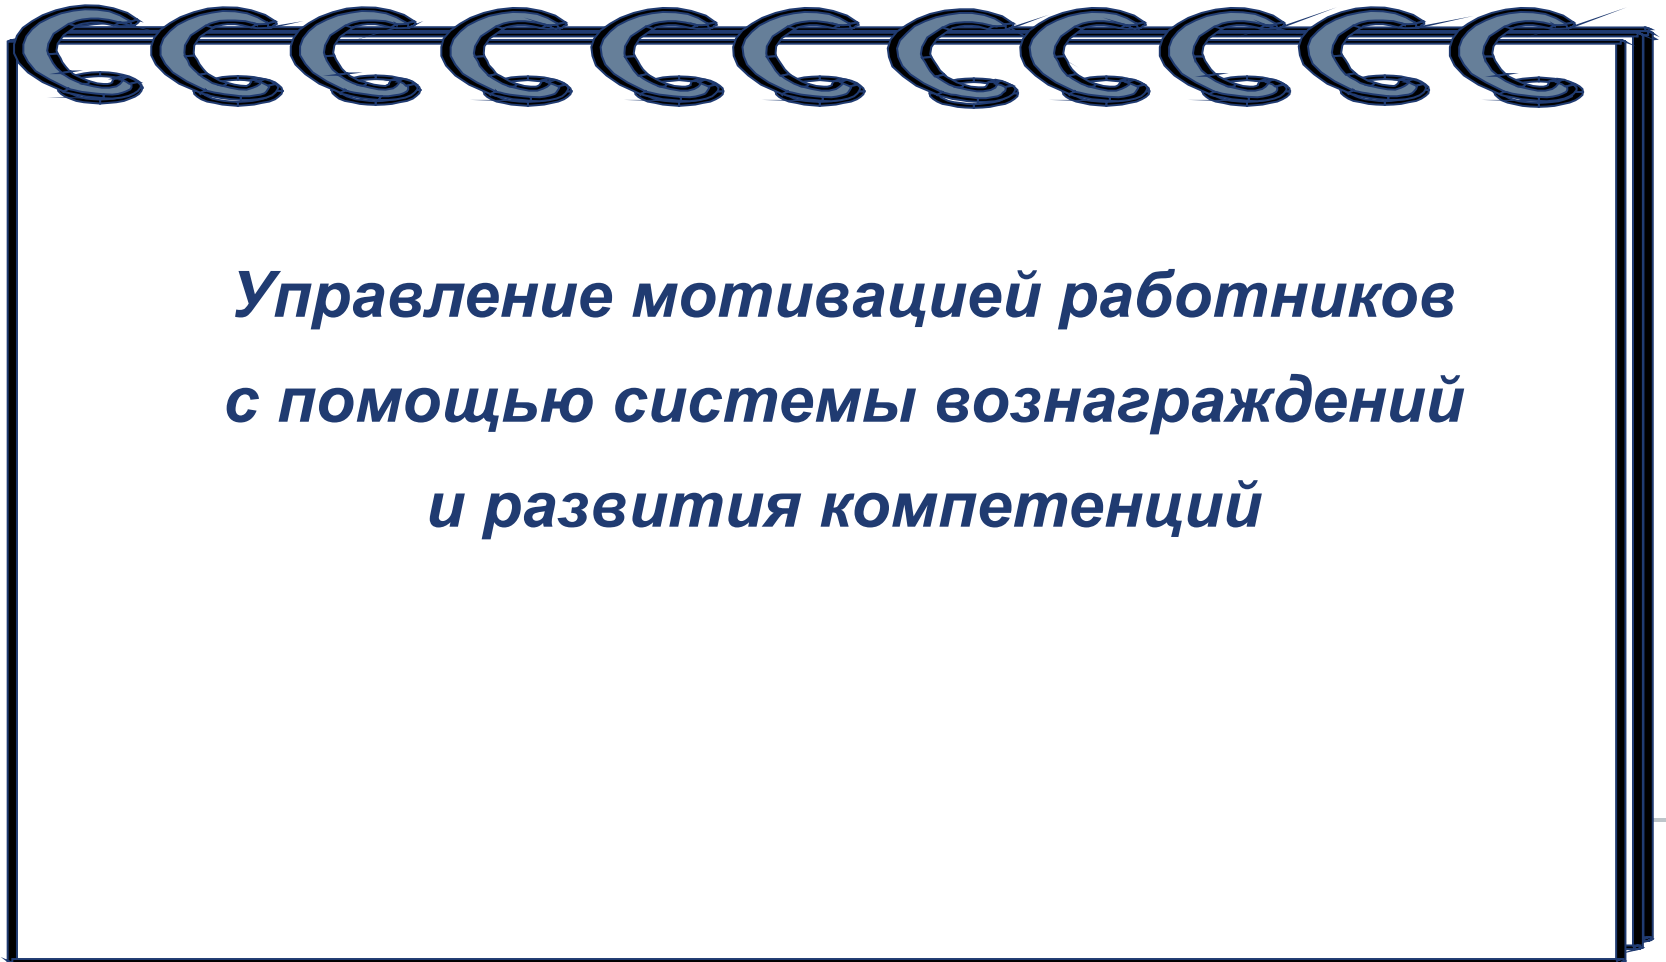 Управление мотивацией работников
с помощью системы вознаграждений
и развития компетенций